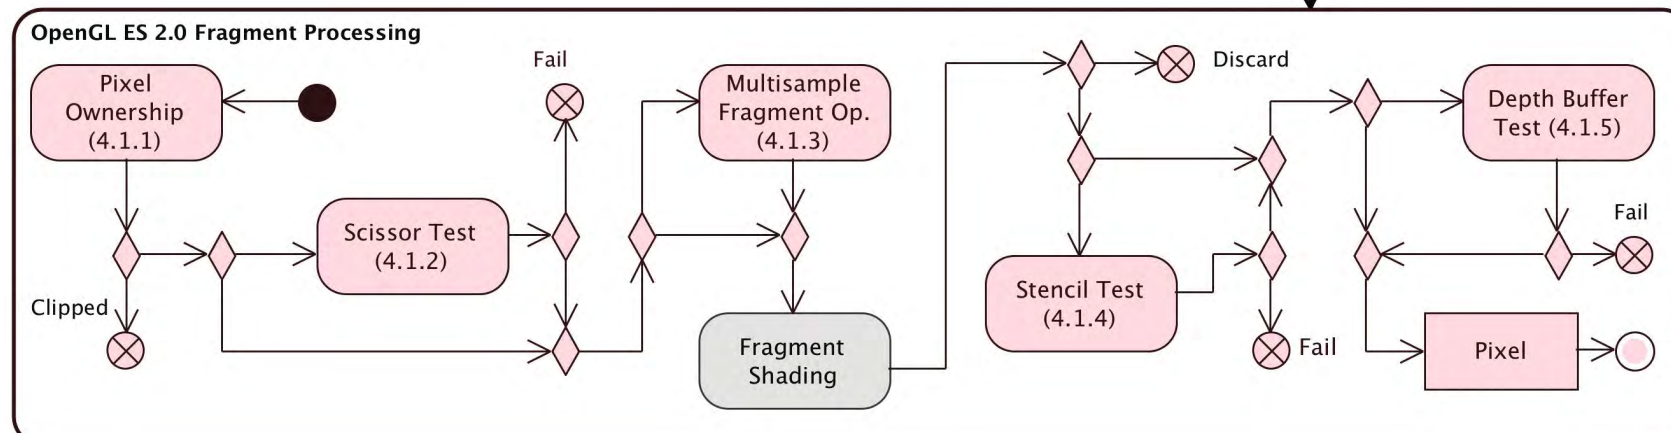 OpenGL ES 2.0 Fragment Processing
Pixel
Ownership
(4.1.1)
Clipped
Scissor Test
(4.1.2)
Fail
Multisample
Fragment Op.
(4.1.3)
Fragment
Shading
Discard
Stencil Test
(4.1.4)
Fail
Depth Buffer
Test (4.1.5)
Fail
Pixel